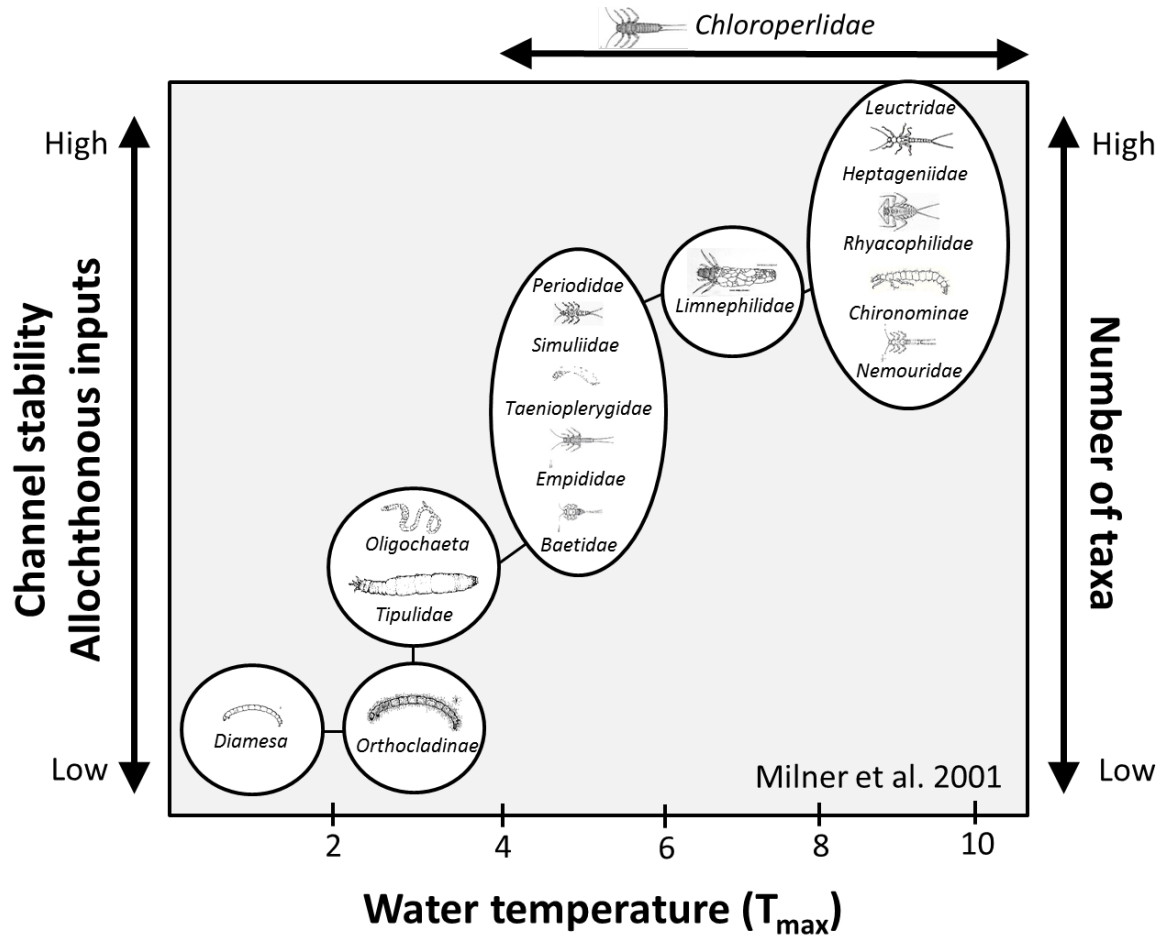 Chloroperlidae
High
Low
Channel stability
Allochthonous inputs
Leuctridae
Heptageniidae
Rhyacophilidae
Chironominae
Nemouridae
Limnephilidae
Periodidae
Simuliidae
Taenioplerygidae
Empididae
Baetidae
Oligochaeta
Tipulidae
Diamesa
Orthocladinae
Milner et al. 2001
High
Low
Number of taxa
2 4 6 8 10
Water temperature (Tmax)